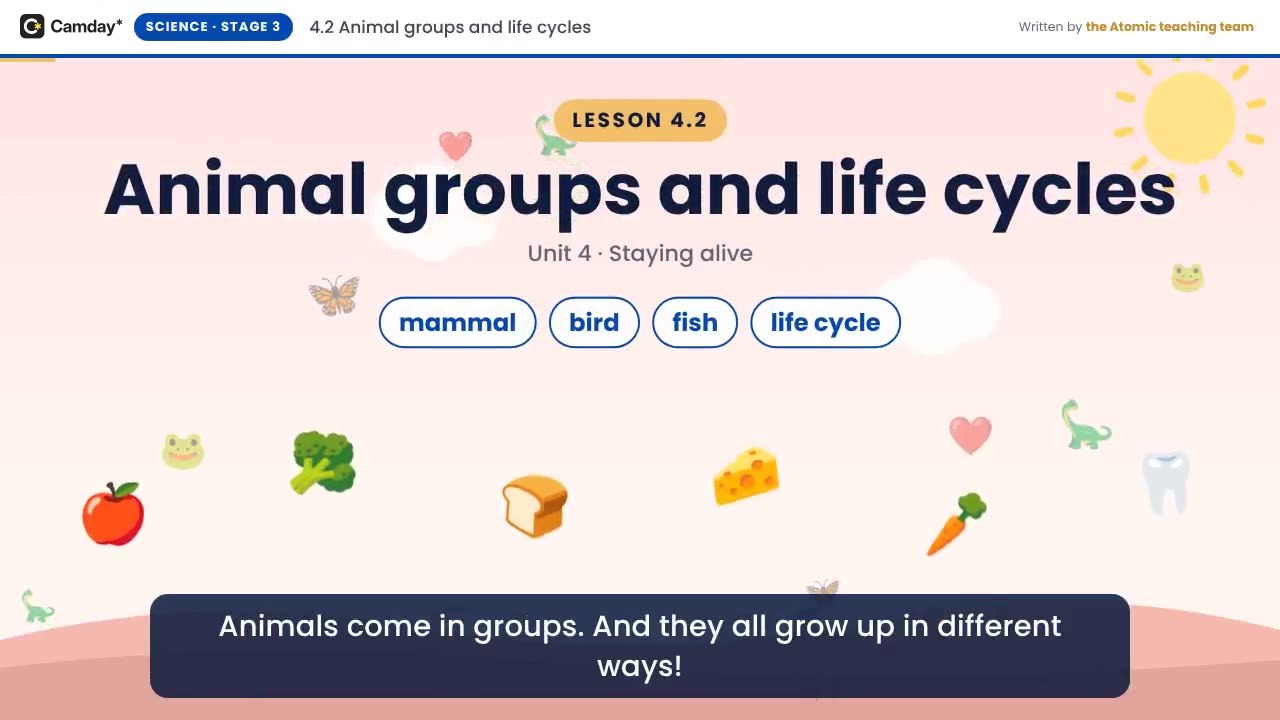 Camday*
SCIENCE · STAGE 3
4.2 Animal groups and life cycles
Written by the Atomic teaching team
LESSON 4.2
Animal groups and life cycles
Unit 4 · Staying alive
mammal
bird
fish
life cycle
Animals come in groups. And they all grow up in different
ways!